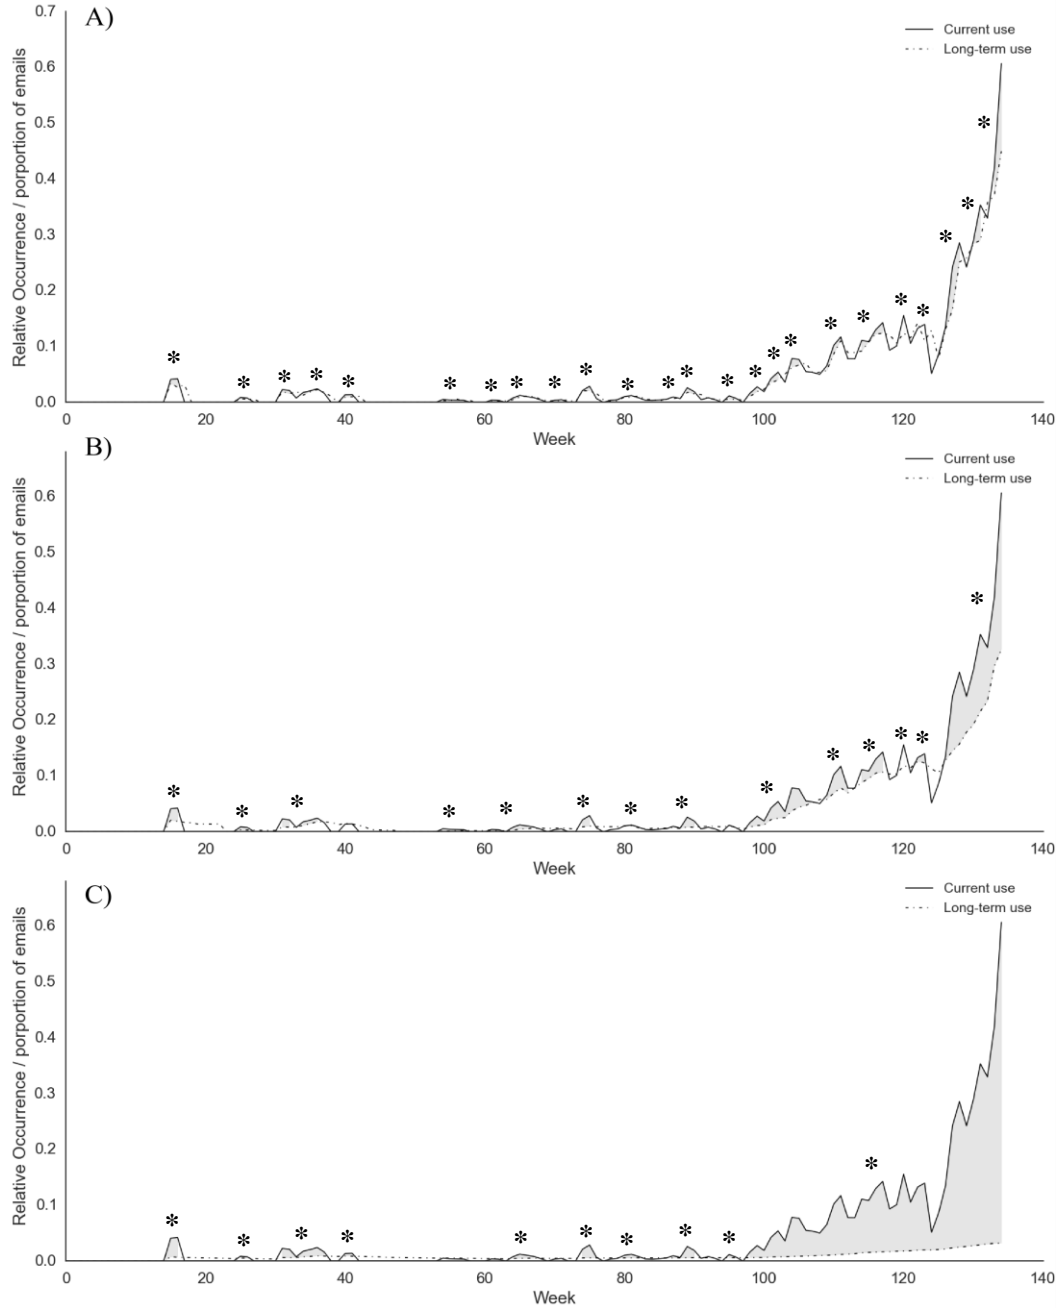 A)
Relative Occurrence / porportion of emails
Current use
Long-term use
0.7
0.6
0.5
0.4
0.3
0.2
0.1
0.0
* * * * * * * * * * * * * * * * * * * * * * * *
0 20 40 60 80 100 120 140
Week
B)
Relative Occurrence / porportion of emails
Current use
Long-term use
0.6
0.5
0.4
0.3
0.2
0.1
0.0
* * * * * * * * * * * * * *
0 20 40 60 80 100 120 140
Week
C)
Relative Occurrence / porportion of emails
Current use
Long-term use
0.6
0.5
0.4
0.3
0.2
0.1
0.0
* * * * * * * * * *
0 20 40 60 80 100 120 140
Week